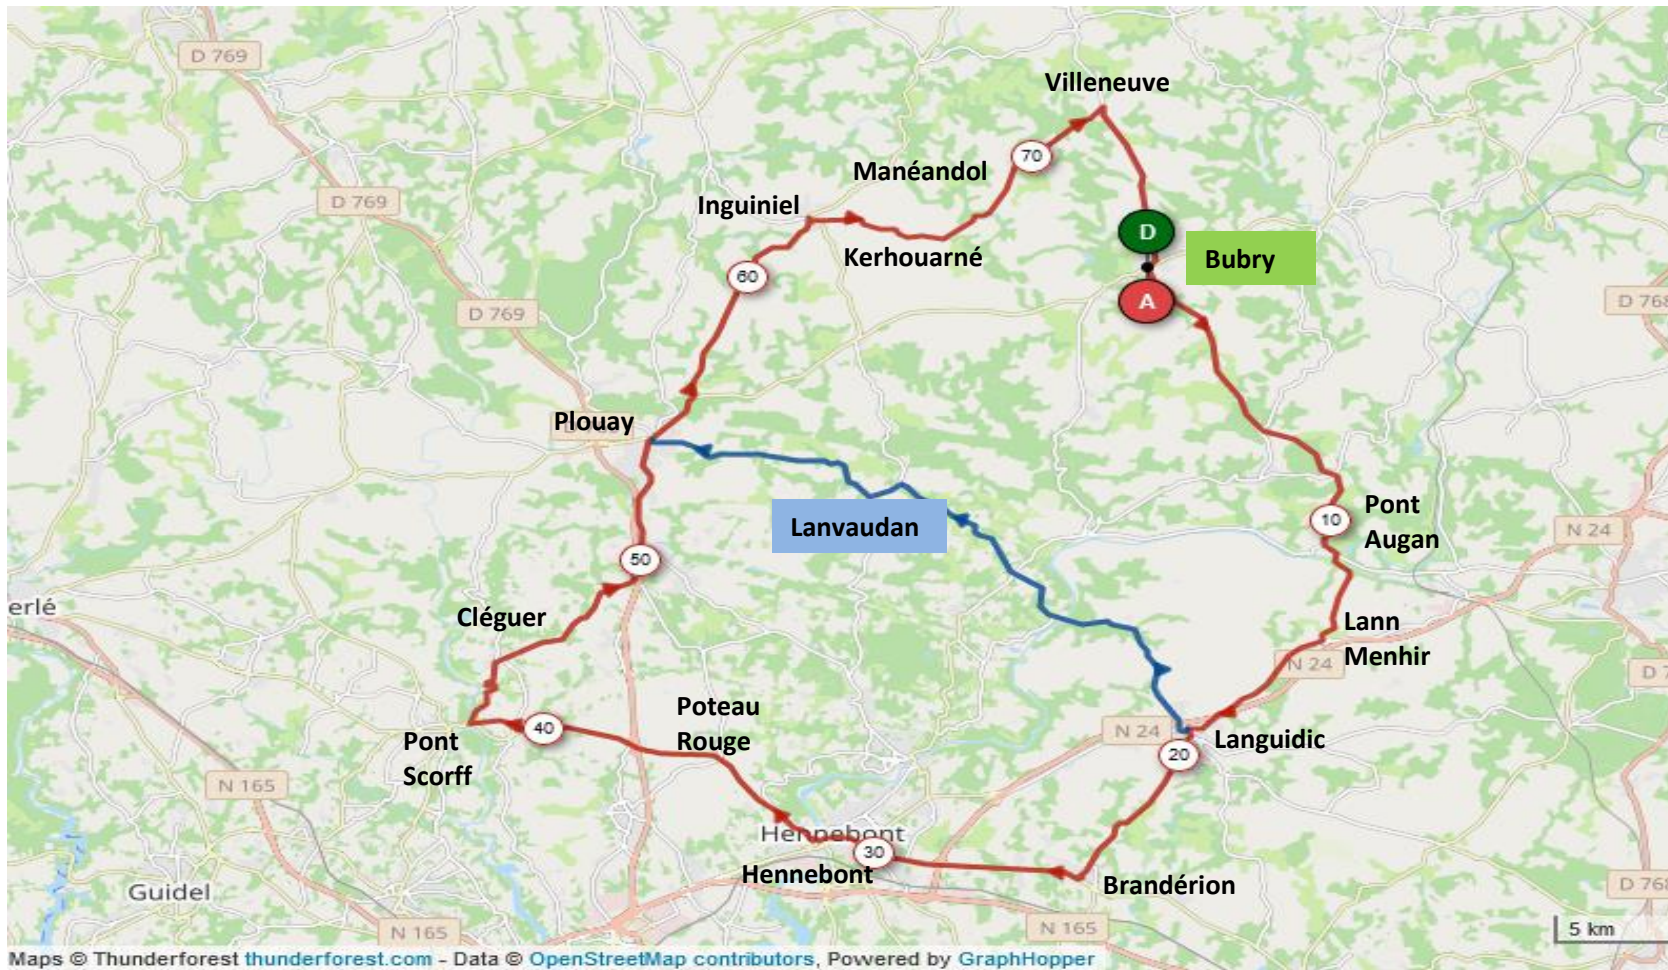 D 769
Villeneuve
70
Manéandol
D 769
Inguiniel
D
Kerhouarné
Bubry
60
A
D 769
D 768
Plouay
Pont
Augan
10
Lanvaudan
N 24
50
erlé
Cléguer
Lann
Menhir
N 24
D 7
Poteau
Rouge
40
N 24
Languidic
Pont
Scorff
20
N 165
Hennebont
30
Hennebont
Brandérion
Guidel
D 768
N 165
N 165
5 km
Maps © Thunderforest thunderforest.com - Data © OpenStreetMap contributors, Powered by GraphHopper